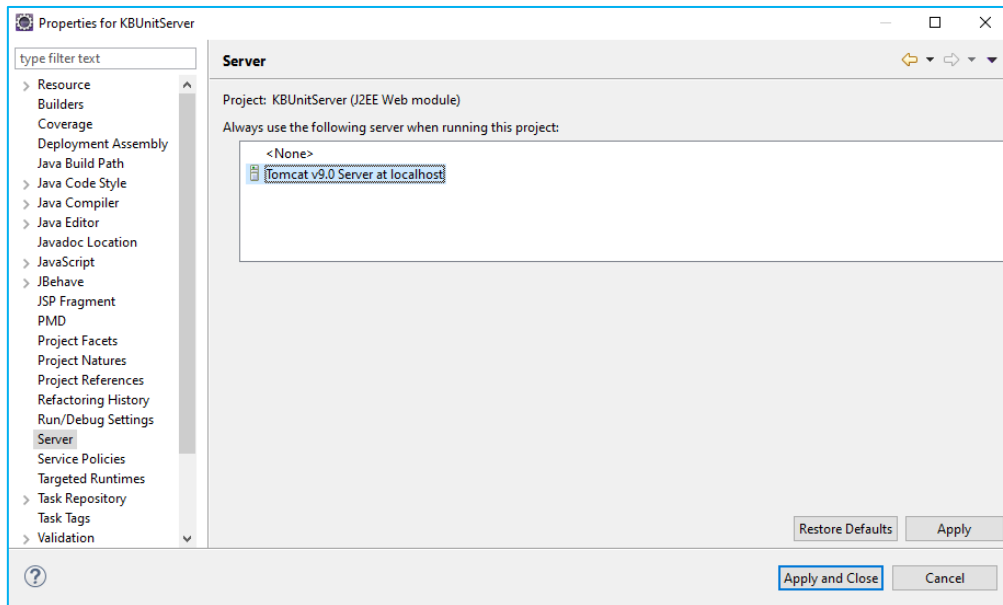 Properties for KBUnitServer
type filter text
Resource
Builders
Coverage
Deployment Assembly
Java Build Path
Java Code Style
Java Compiler
Java Editor
Javadoc Location
JavaScript
JBehave
JSP Fragment
PMD
Project Facets
Project Natures
Project References
Refactoring History
Run/Debug Settings
Server
Service Policies
Targeted Runtimes
Task Repository
Task Tags
Validation
Server
Project: KBUnitServer (J2EE Web module)
Always use the following server when running this project:
<None>
Tomcat v9.0 Server at localhost
Restore Defaults
Apply
?
Apply and Close
Cancel